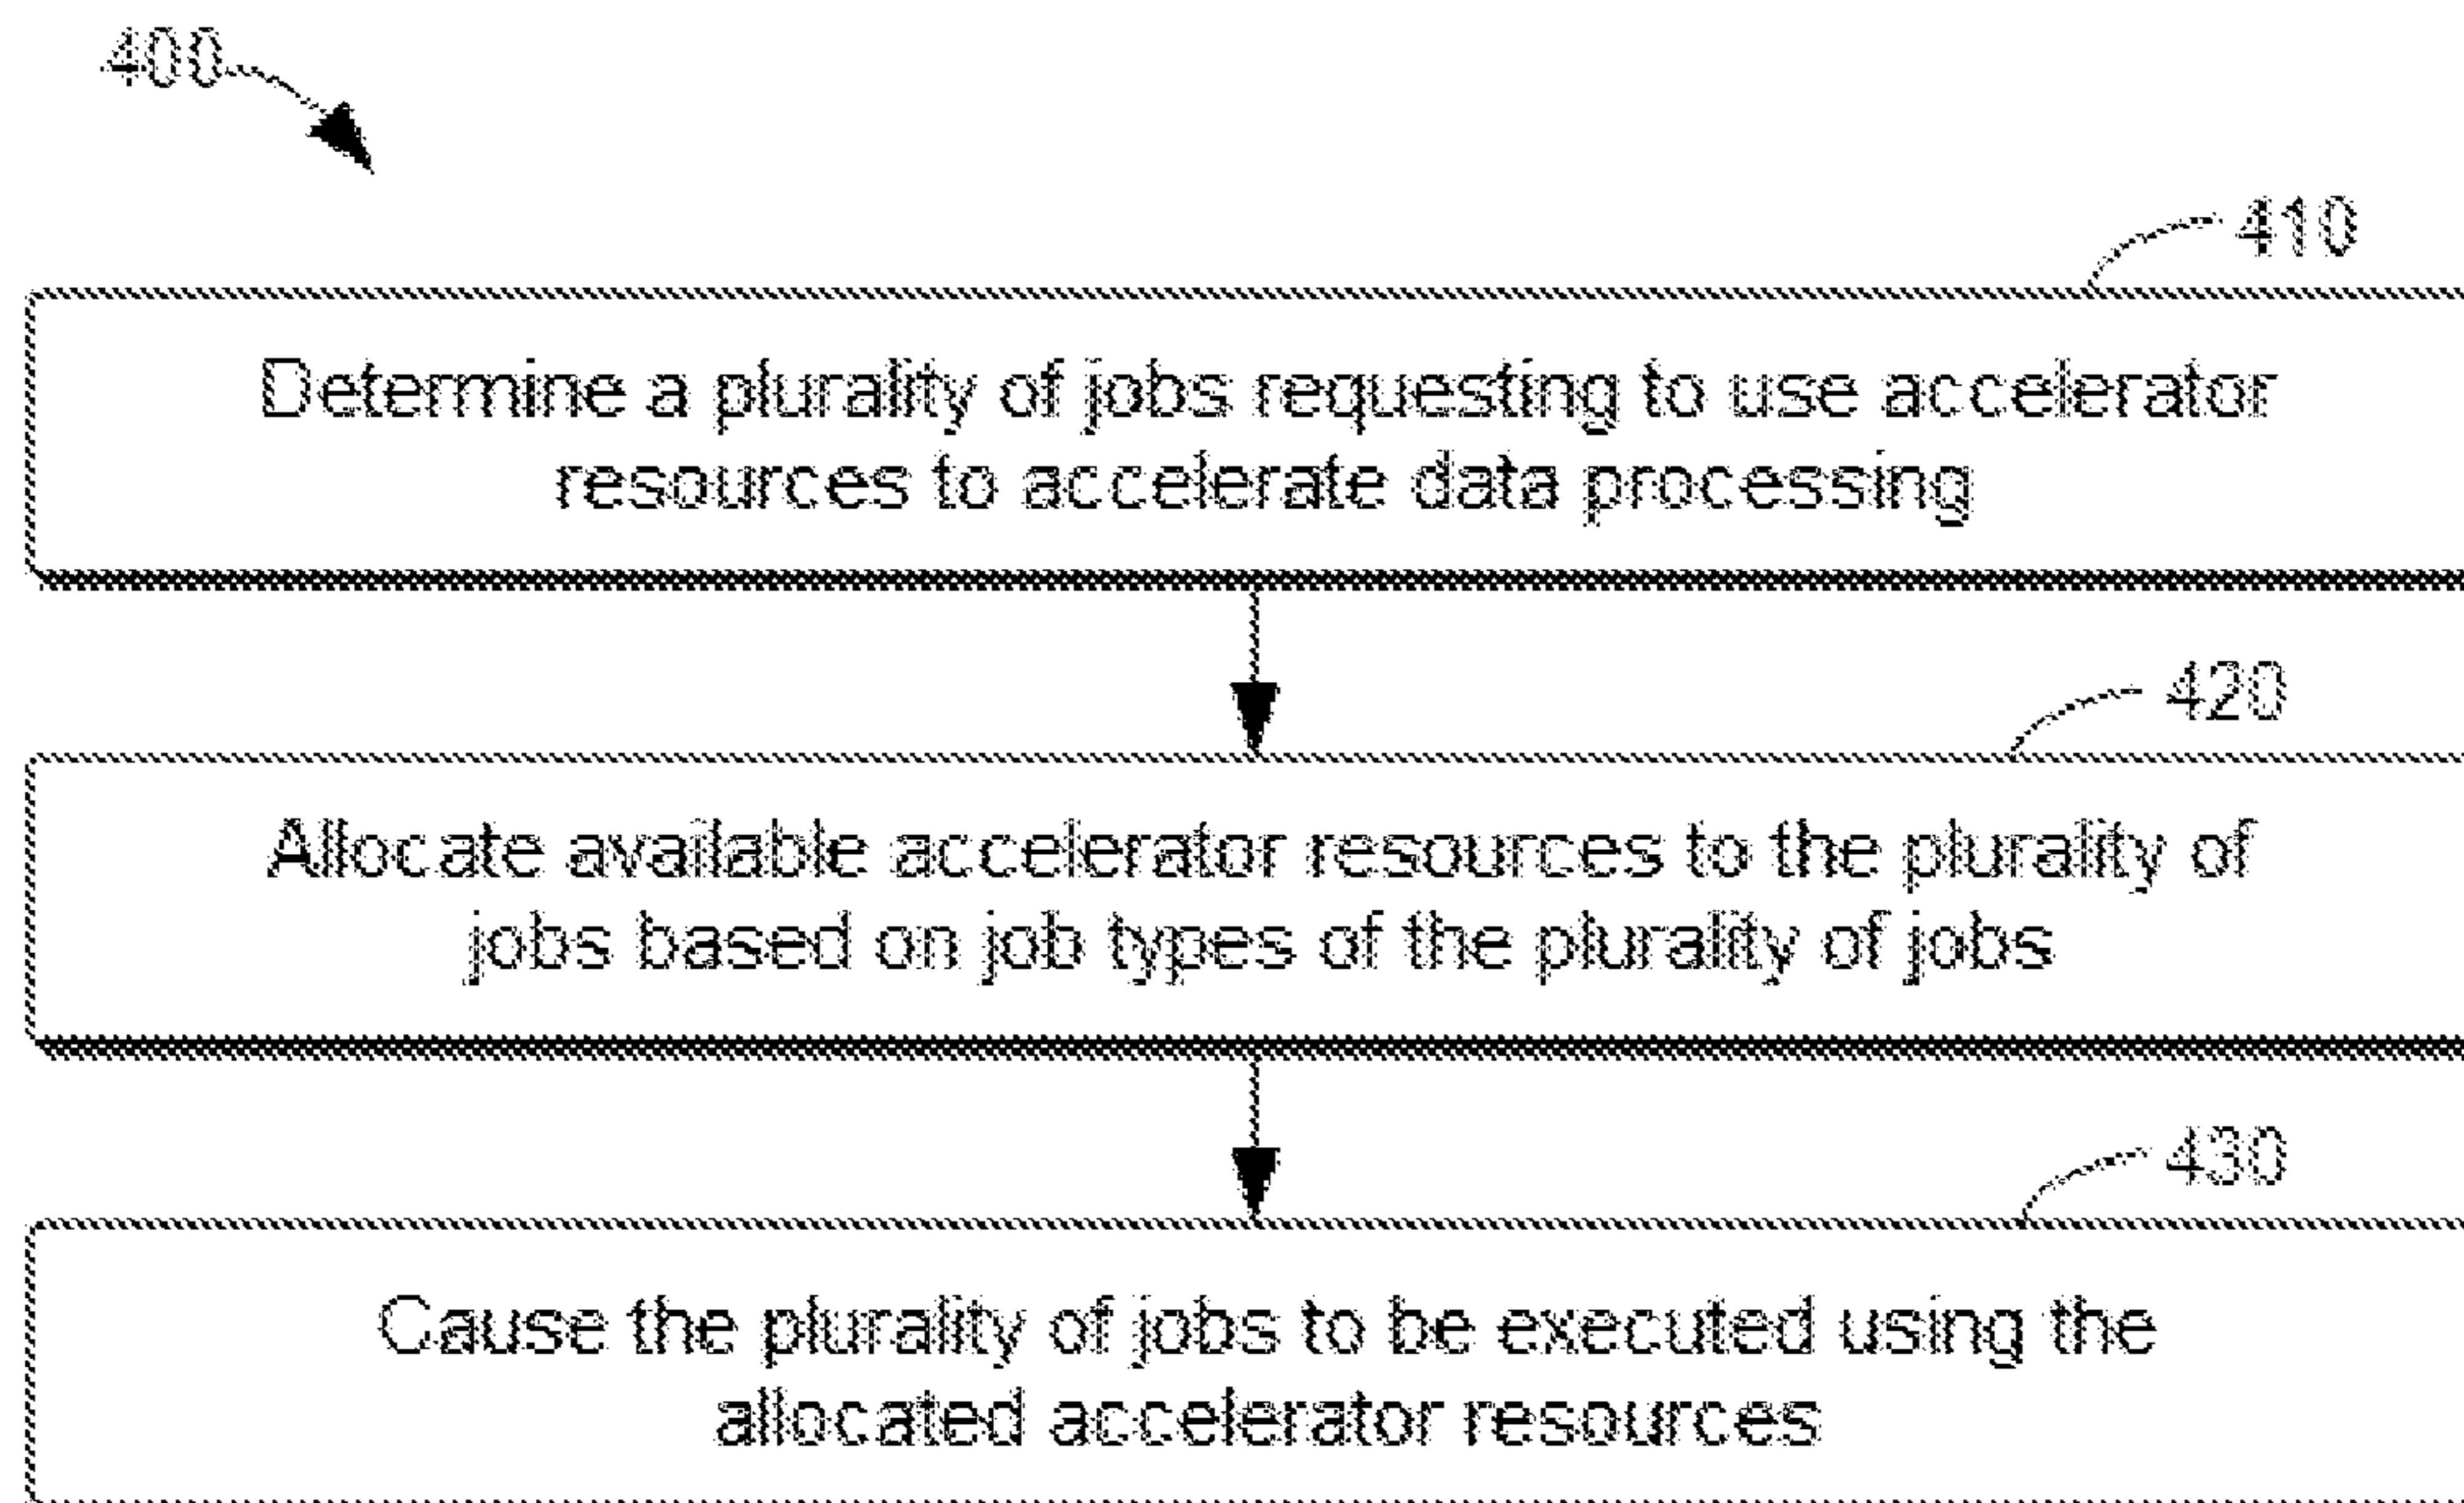 400
410
Determine a plurality of jobs requesting to use accelerator
resources to accelerate data processing
420
Allocate available accelerator resources to the plurality of
jobs based on job types of the plurality of jobs
430
Cause the plurality of jobs to be executed using the
allocated accelerator resources